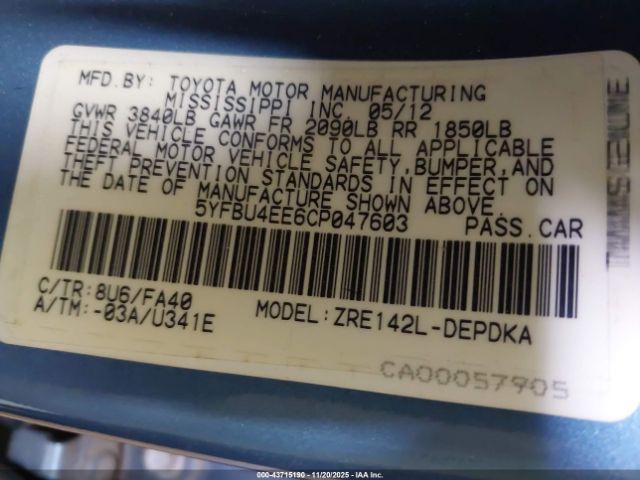 MFD.BY: TOYOTA MOTOR MANUFACTURING
MISSISSIPPI INC. 05/12
GVWR 3840LB GAWR FR 2090LB RR 1850LB
THIS VEHICLE CONFORMS TO ALL APPLICABLE
FEDERAL MOTOR VEHICLE SAFETY,BUMPER,AND
THEFT PREVENTION STANDARDS IN EFFECT ON
THE DATE OF MANUFACTURE SHOWN ABOVE.
5YFBU4EE6CP047603 PASS.CAR
C/TR:8U6/FA40
A/TM:-03A/U341E MODEL:ZRE142L-DEPDKA
CA00057905
000-43715190 - 11/20/2025 - IAA Inc.